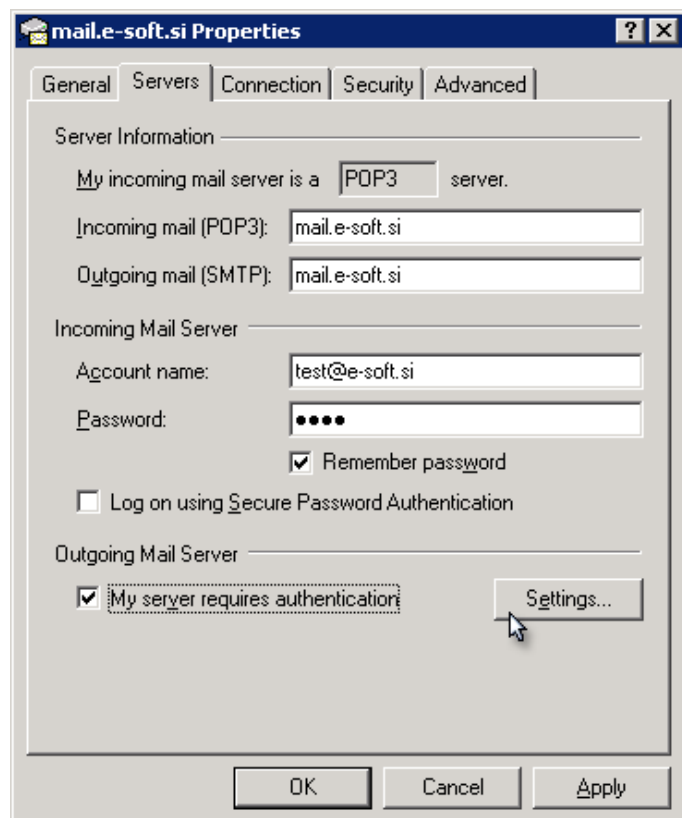 mail.e-soft.si Properties
General Servers Connection Security Advanced
Server Information
My incoming mail server is a POP3 server.
Incoming mail (POP3): mail.e-soft.si
Outgoing mail (SMTP): mail.e-soft.si
Incoming Mail Server
Account name: test@e-soft.si
Password: ●●●●
Remember password
Log on using Secure Password Authentication
Outgoing Mail Server
My server requires authentication Settings...
OK Cancel Apply